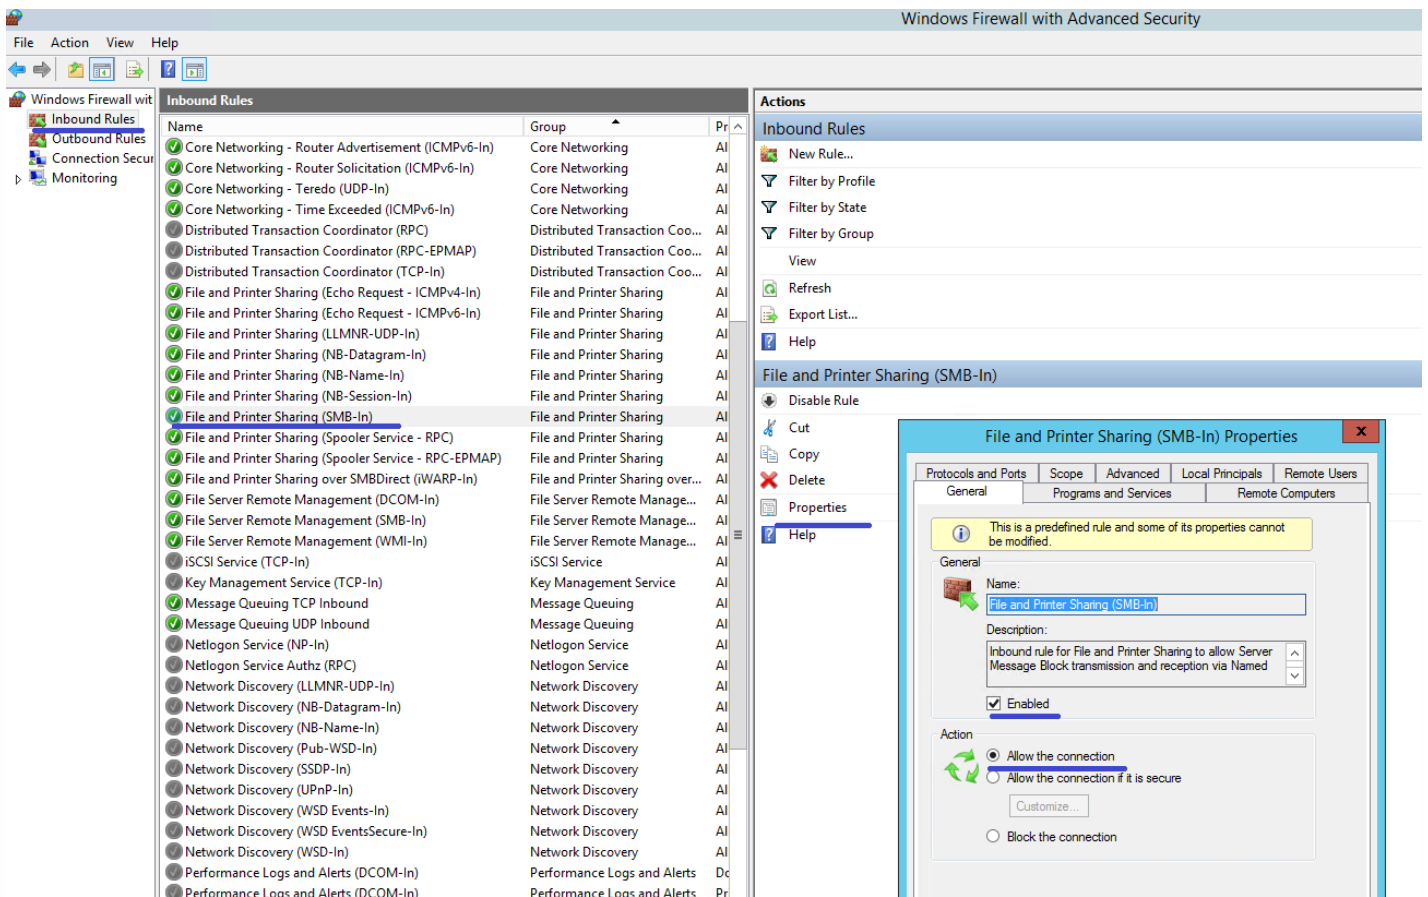 Windows Firewall with Advanced Security
File Action View Help
Windows Firewall wit
Inbound Rules
Outbound Rules
Connection Secur
Monitoring
Inbound Rules
Name Group Pr
Core Networking - Router Advertisement (ICMPv6-In) Core Networking Al
Core Networking - Router Solicitation (ICMPv6-In) Core Networking Al
Core Networking - Teredo (UDP-In) Core Networking Al
Core Networking - Time Exceeded (ICMPv6-In) Core Networking Al
Distributed Transaction Coordinator (RPC) Distributed Transaction Coo... Al
Distributed Transaction Coordinator (RPC-EPMAP) Distributed Transaction Coo... Al
Distributed Transaction Coordinator (TCP-In) Distributed Transaction Coo... Al
File and Printer Sharing (Echo Request - ICMPv4-In) File and Printer Sharing Al
File and Printer Sharing (Echo Request - ICMPv6-In) File and Printer Sharing Al
File and Printer Sharing (LLMNR-UDP-In) File and Printer Sharing Al
File and Printer Sharing (NB-Datagram-In) File and Printer Sharing Al
File and Printer Sharing (NB-Name-In) File and Printer Sharing Al
File and Printer Sharing (NB-Session-In) File and Printer Sharing Al
File and Printer Sharing (SMB-In) File and Printer Sharing Al
File and Printer Sharing (Spooler Service - RPC) File and Printer Sharing Al
File and Printer Sharing (Spooler Service - RPC-EPMAP) File and Printer Sharing Al
File and Printer Sharing over SMBDirect (iWARP-In) File and Printer Sharing over... Al
File Server Remote Management (DCOM-In) File Server Remote Manage... Al
File Server Remote Management (SMB-In) File Server Remote Manage... Al
File Server Remote Management (WMI-In) File Server Remote Manage... Al
iSCSI Service (TCP-In) iSCSI Service Al
Key Management Service (TCP-In) Key Management Service Al
Message Queuing TCP Inbound Message Queuing Al
Message Queuing UDP Inbound Message Queuing Al
Netlogon Service (NP-In) Netlogon Service Al
Netlogon Service Authz (RPC) Netlogon Service Al
Network Discovery (LLMNR-UDP-In) Network Discovery Al
Network Discovery (NB-Datagram-In) Network Discovery Al
Network Discovery (NB-Name-In) Network Discovery Al
Network Discovery (Pub-WSD-In) Network Discovery Al
Network Discovery (SSDP-In) Network Discovery Al
Network Discovery (UPnP-In) Network Discovery Al
Network Discovery (WSD Events-In) Network Discovery Al
Network Discovery (WSD EventsSecure-In) Network Discovery Al
Network Discovery (WSD-In) Network Discovery Al
Performance Logs and Alerts (DCOM-In) Performance Logs and Alerts Do
Performance Logs and Alerts (DCOM-In) Performance Logs and Alerts Pr
Actions
Inbound Rules
New Rule...
Filter by Profile
Filter by State
Filter by Group
View
Refresh
Export List...
Help
File and Printer Sharing (SMB-In)
Disable Rule
Cut
Copy
Delete
Properties
Help
File and Printer Sharing (SMB-In) Properties
x
Protocols and Ports Scope Advanced Local Principals Remote Users
General Programs and Services Remote Computers
This is a predefined rule and some of its properties cannot
be modified.
General
Name:
File and Printer Sharing (SMB-In)
Description:
Inbound rule for File and Printer Sharing to allow Server
Message Block transmission and reception via Named
Enabled
Action
Allow the connection
Allow the connection if it is secure
Customize...
Block the connection